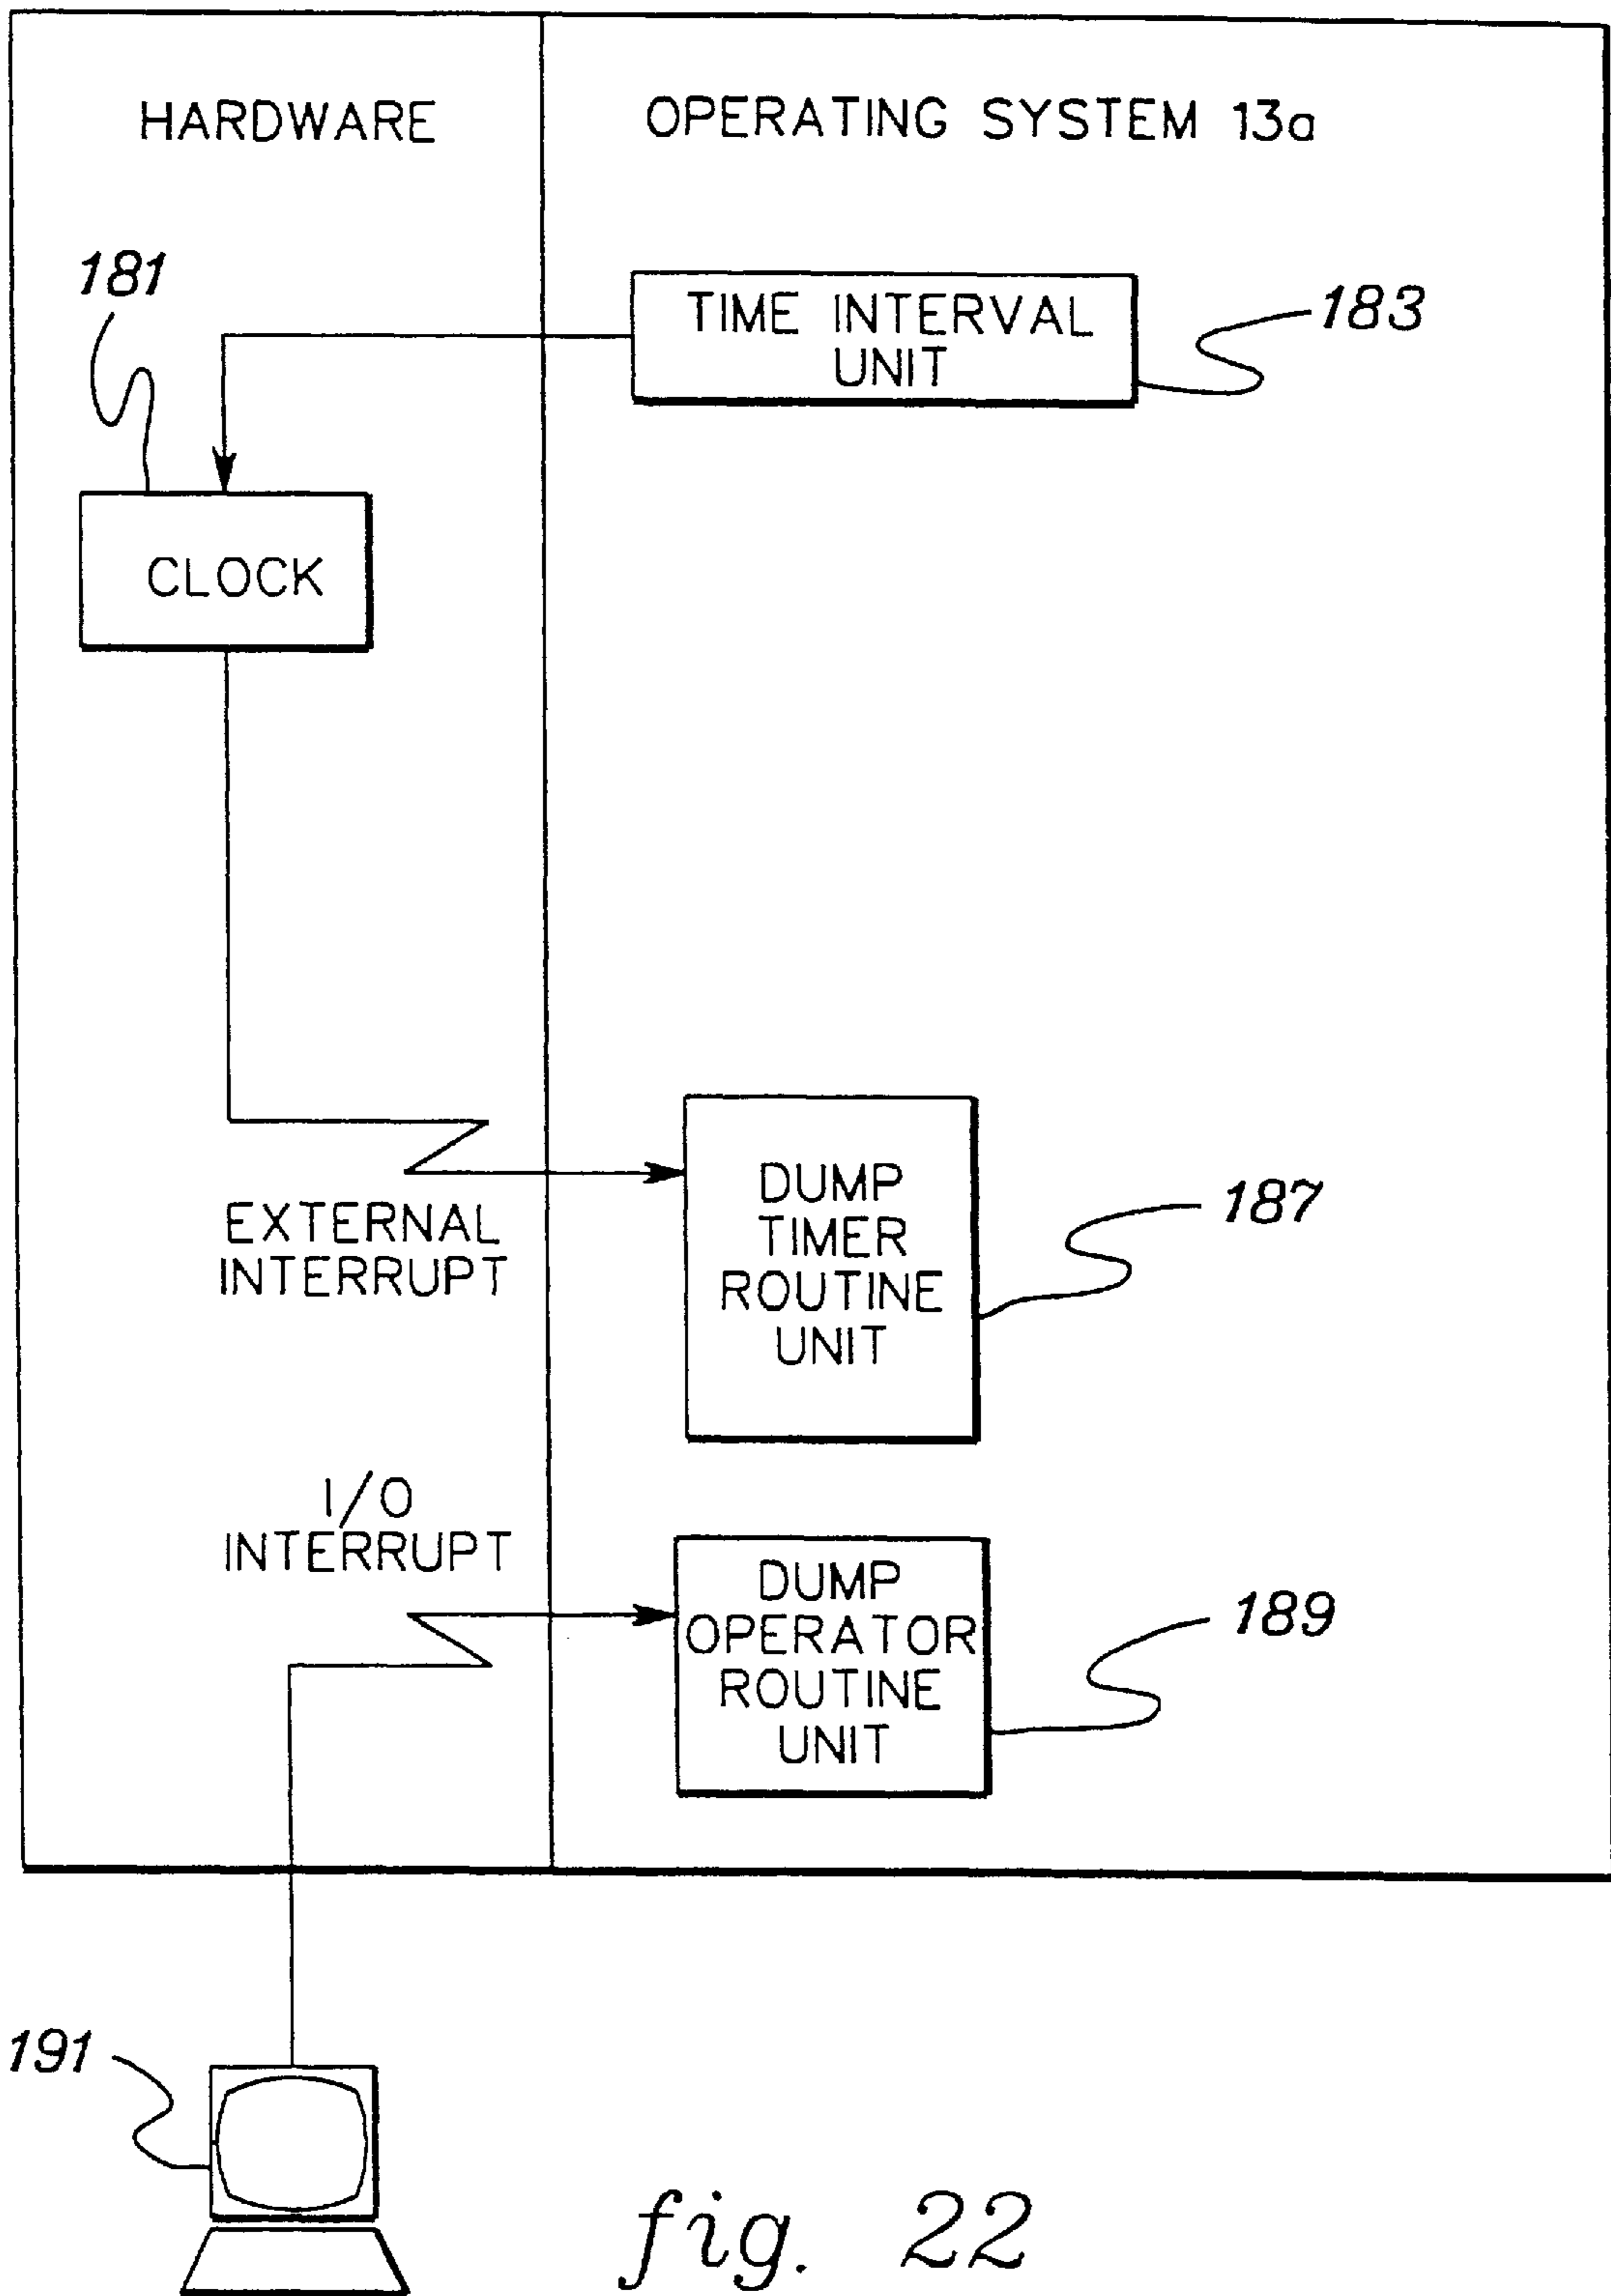 HARDWARE
OPERATING SYSTEM 13a
181
TIME INTERVAL
UNIT
183
CLOCK
EXTERNAL
INTERRUPT
DUMP
TIMER
ROUTINE
UNIT
187
I/O
INTERRUPT
DUMP
OPERATOR
ROUTINE
UNIT
189
191
fig. 22